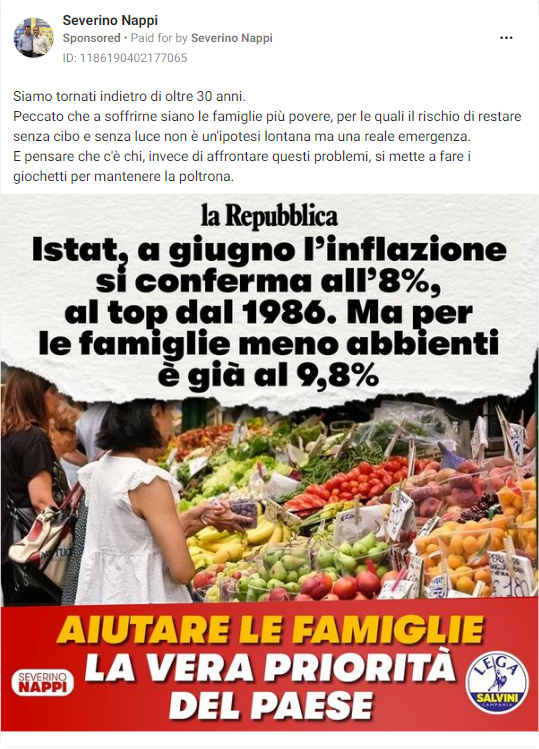 Severino Nappi
Sponsored • Paid for by Severino Nappi
ID: 1186190402177065
Siamo tornati indietro di oltre 30 anni.
Peccato che a soffrirne siano le famiglie più povere, per le quali il rischio di restare
senza cibo e senza luce non è un'ipotesi lontana ma una reale emergenza.
E pensare che c'è chi, invece di affrontare questi problemi, si mette a fare i
giochetti per mantenere la poltrona.
la Repubblica
Istat, a giugno l'inflazione
si conferma all'8%,
al top dal 1986. Ma per
le famiglie meno abbienti
è già al 9,8%
AIUTARE LE FAMIGLIE
LA VERA PRIORITÀ
DEL PAESE
SEVERINO
NAPPI
LEGA
SALVINI
CAMPANIA